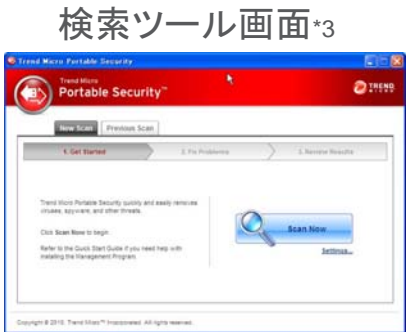 検索ツール画面*3
Trend Micro Portable Security
Trend Micro
Portable Security™
TREND
MICRO
New Scan
Previous Scan
1. Get Started
2. Fix Problems
3. Review Results
Trend Micro Portable Security quickly and easily removes
viruses, spyware, and other threats.
Click Scan Now to begin.
Refer to the Quick Start Guide if you need help with
installing the Management Program.
Scan Now
Settings...
Copyright © 2010, Trend Micro™ Incorporated. All rights reserved.